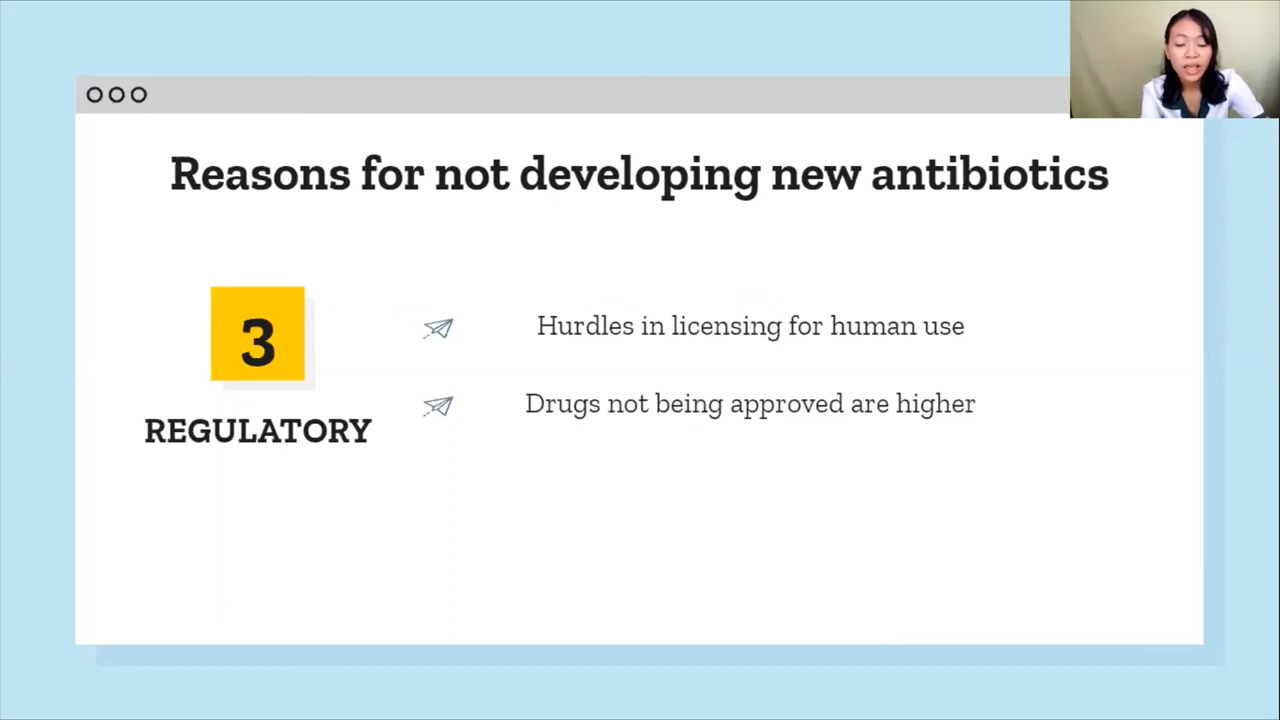 Reasons for not developing new antibiotics
3
REGULATORY
Hurdles in licensing for human use
Drugs not being approved are higher